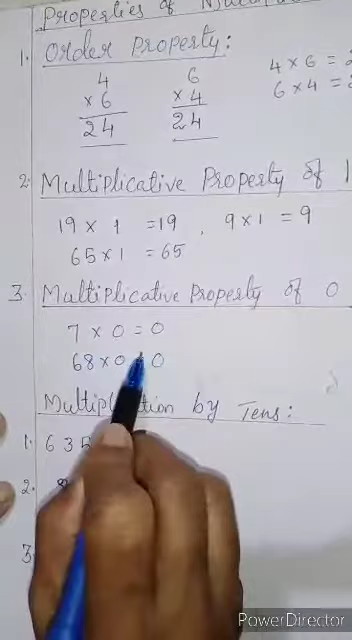 Properties of
1. Order Property:
4 6 4 × 6 =
× 6 × 4 6 × 4 =
24 24
2. Multiplicative Property of 1
19 × 1 = 19 , 9 × 1 = 9
65 × 1 = 65
3. Multiplicative Property of 0
7 × 0 = 0
68 × 0 = 0
by Tens:
1. 6 3 5
2.
3
PowerDirector